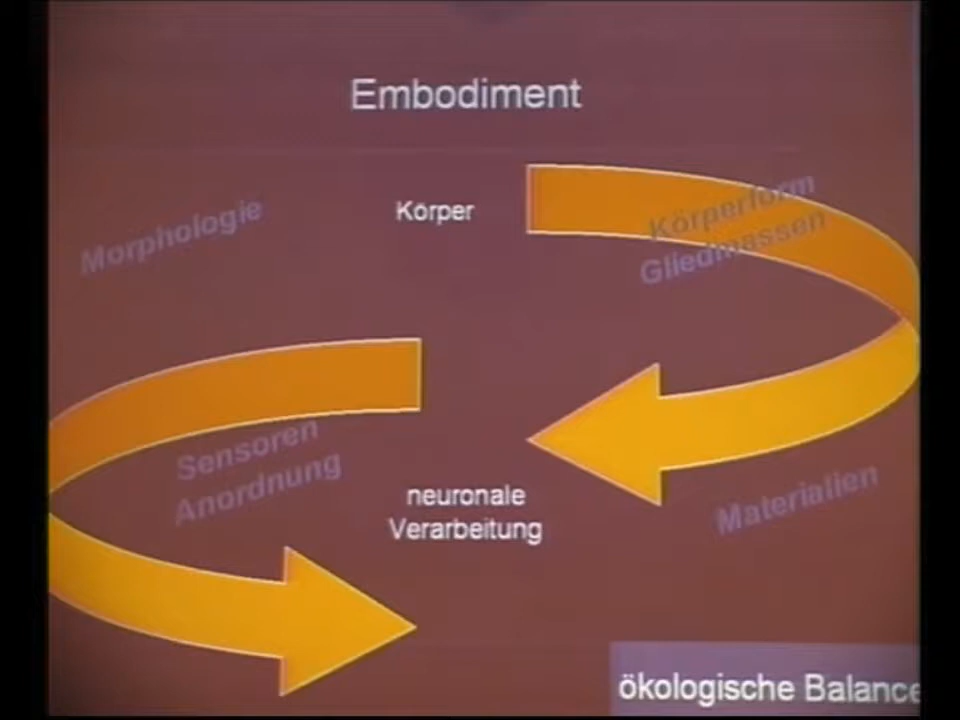 Embodiment
Körper
Morphologie
Körperform
Gliedmassen
Sensoren
Anordnung
neuronale
Verarbeitung
Materialien
ökologische Balance